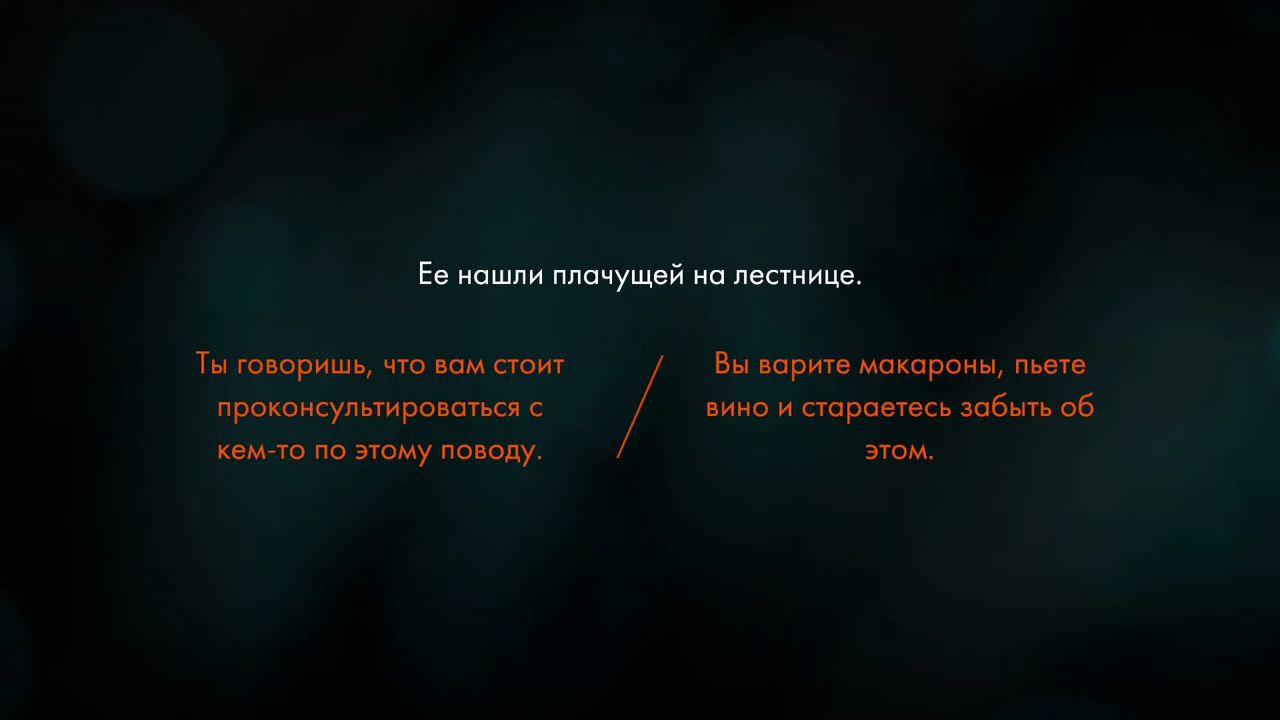 Ее нашли плачущей на лестнице.
Ты говоришь, что вам стоит
проконсультироваться с
кем-то по этому поводу.
Вы варите макароны, пьете
вино и стараетесь забыть об
этом.